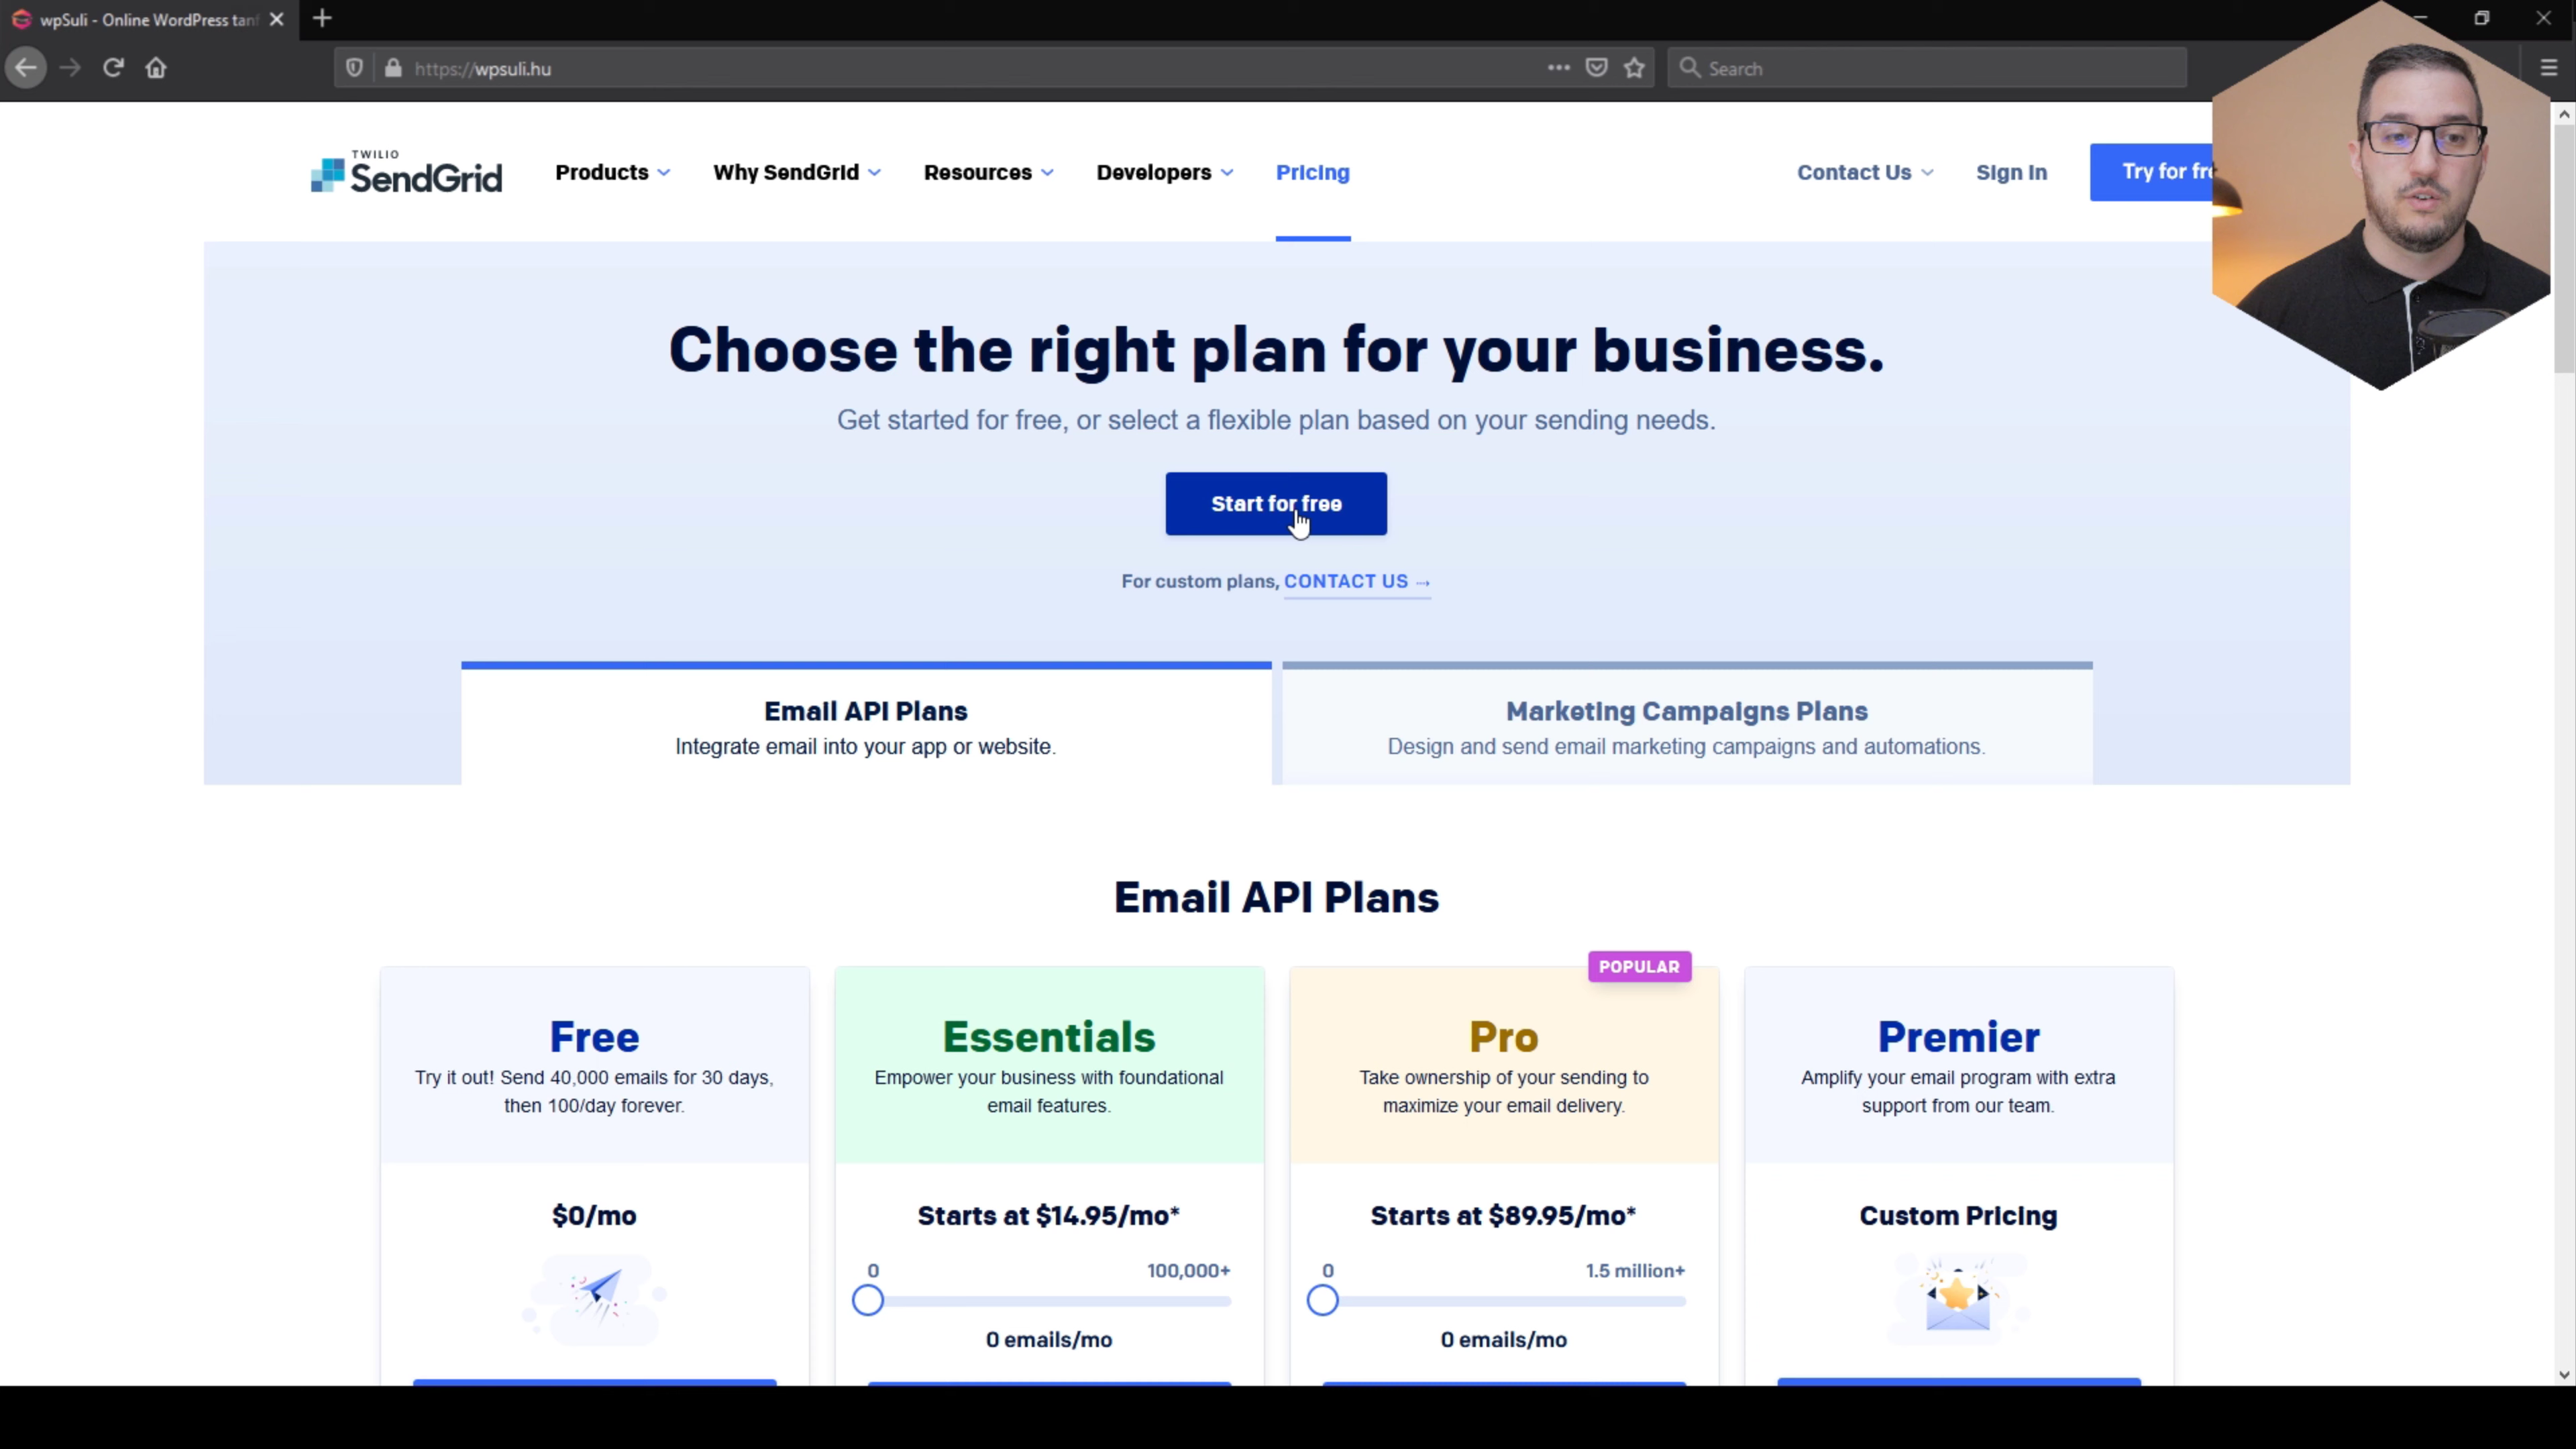 wpSuli - Online WordPress tan
https://wpsuli.hu
Search
TWILIO
SendGrid
Products
Why SendGrid
Resources
Developers
Pricing
Contact Us
Sign In
Try for fre
Choose the right plan for your business.
Get started for free, or select a flexible plan based on your sending needs.
Start for free
For custom plans, CONTACT US →
Email API Plans
Integrate email into your app or website.
Marketing Campaigns Plans
Design and send email marketing campaigns and automations.
Email API Plans
Free
Try it out! Send 40,000 emails for 30 days,
then 100/day forever.
$0/mo
Essentials
Empower your business with foundational
email features.
Starts at $14.95/mo*
0 100,000+
0 emails/mo
POPULAR
Pro
Take ownership of your sending to
maximize your email delivery.
Starts at $89.95/mo*
0 1.5 million+
0 emails/mo
Premier
Amplify your email program with extra
support from our team.
Custom Pricing